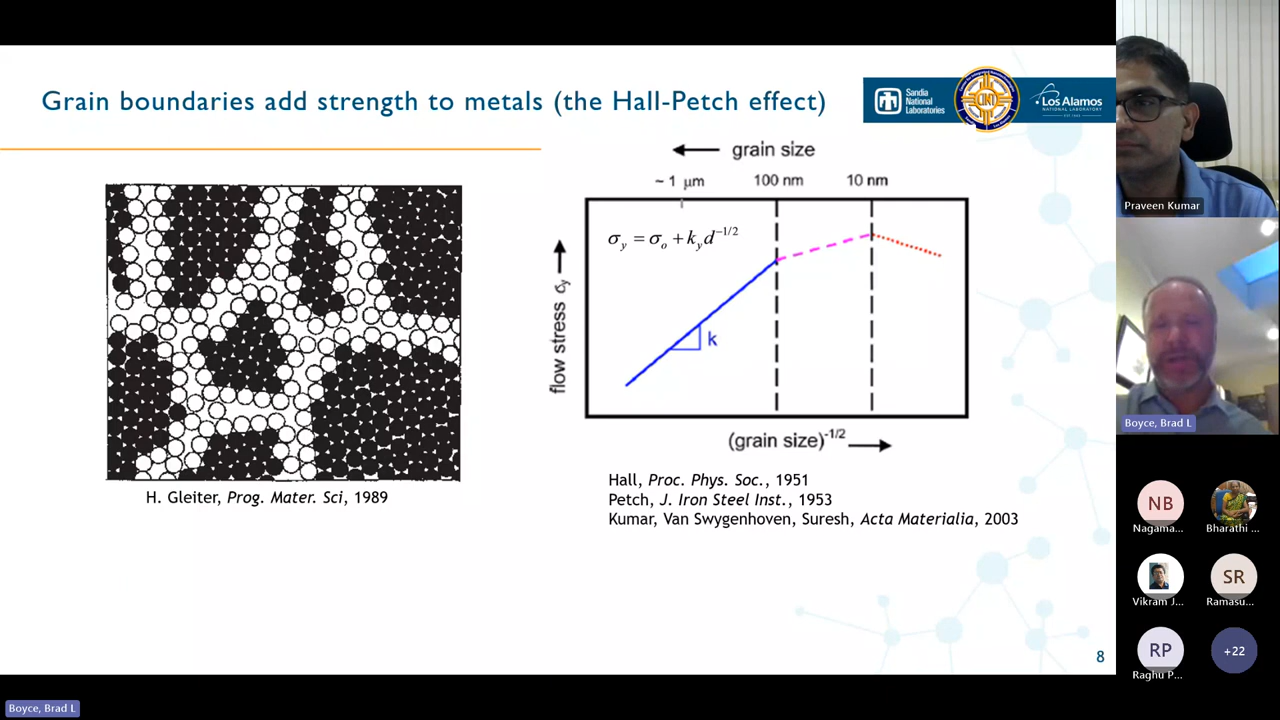 Grain boundaries add strength to metals (the Hall-Petch effect)
Sandia
National
Laboratories
CINT
Los Alamos
NATIONAL LABORATORY
grain size
~ 1 μm
100 nm
10 nm
σy = σo + kyd-1/2
k
flow stress σy
(grain size)-1/2
H. Gleiter, Prog. Mater. Sci, 1989
Hall, Proc. Phys. Soc., 1951
Petch, J. Iron Steel Inst., 1953
Kumar, Van Swygenhoven, Suresh, Acta Materialia, 2003
8
Praveen Kumar
Boyce, Brad L
NB
Nagama...
Bharathi ...
Vikram J...
SR
Ramasu...
RP
Raghu P...
+22
Boyce, Brad L